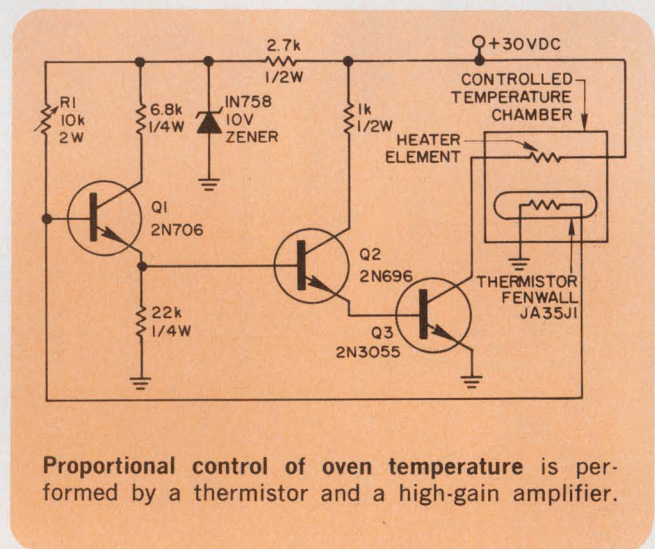 2.7k
1/2W
+30VDC
R1
10k
2W
6.8k
1/4W
IN758
10V
ZENER
1k
1/2W
CONTROLLED
TEMPERATURE
CHAMBER
HEATER
ELEMENT
Q1
2N706
Q2
2N696
22k
1/4W
Q3
2N3055
THERMISTOR
FENWALL
JA35J1
Proportional control of oven temperature is per-
formed by a thermistor and a high-gain amplifier.